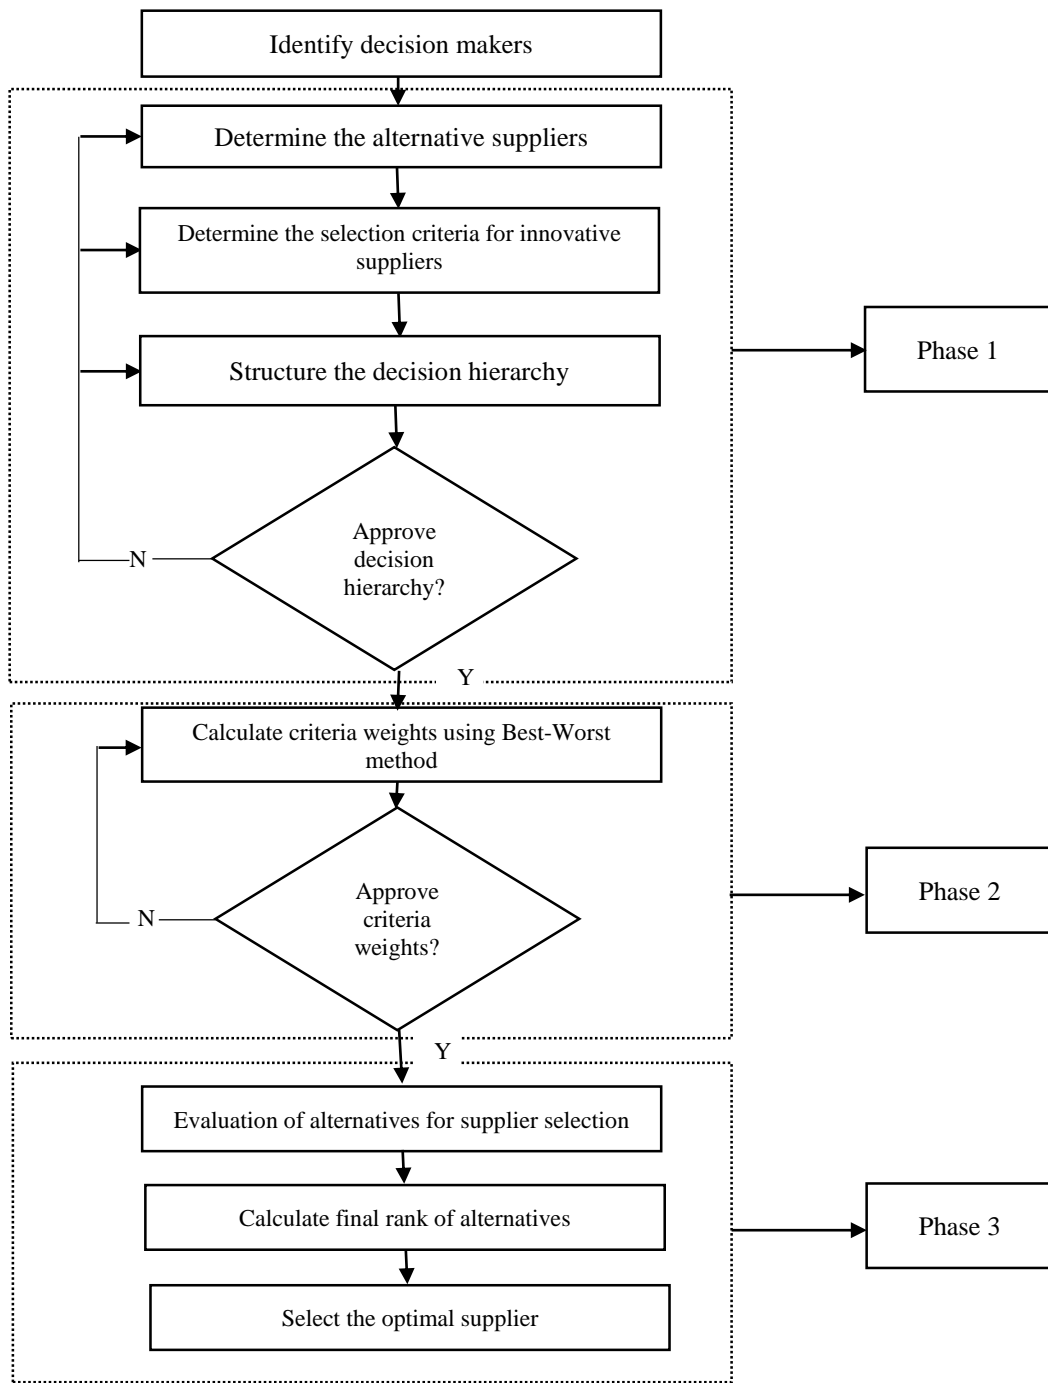 Identify decision makers
Determine the alternative suppliers
Determine the selection criteria for innovative
suppliers
Structure the decision hierarchy
Phase 1
Approve
decision
hierarchy?
N
Y
Calculate criteria weights using Best-Worst
method
Approve
criteria
weights?
N
Phase 2
Y
Evaluation of alternatives for supplier selection
Calculate final rank of alternatives
Phase 3
Select the optimal supplier